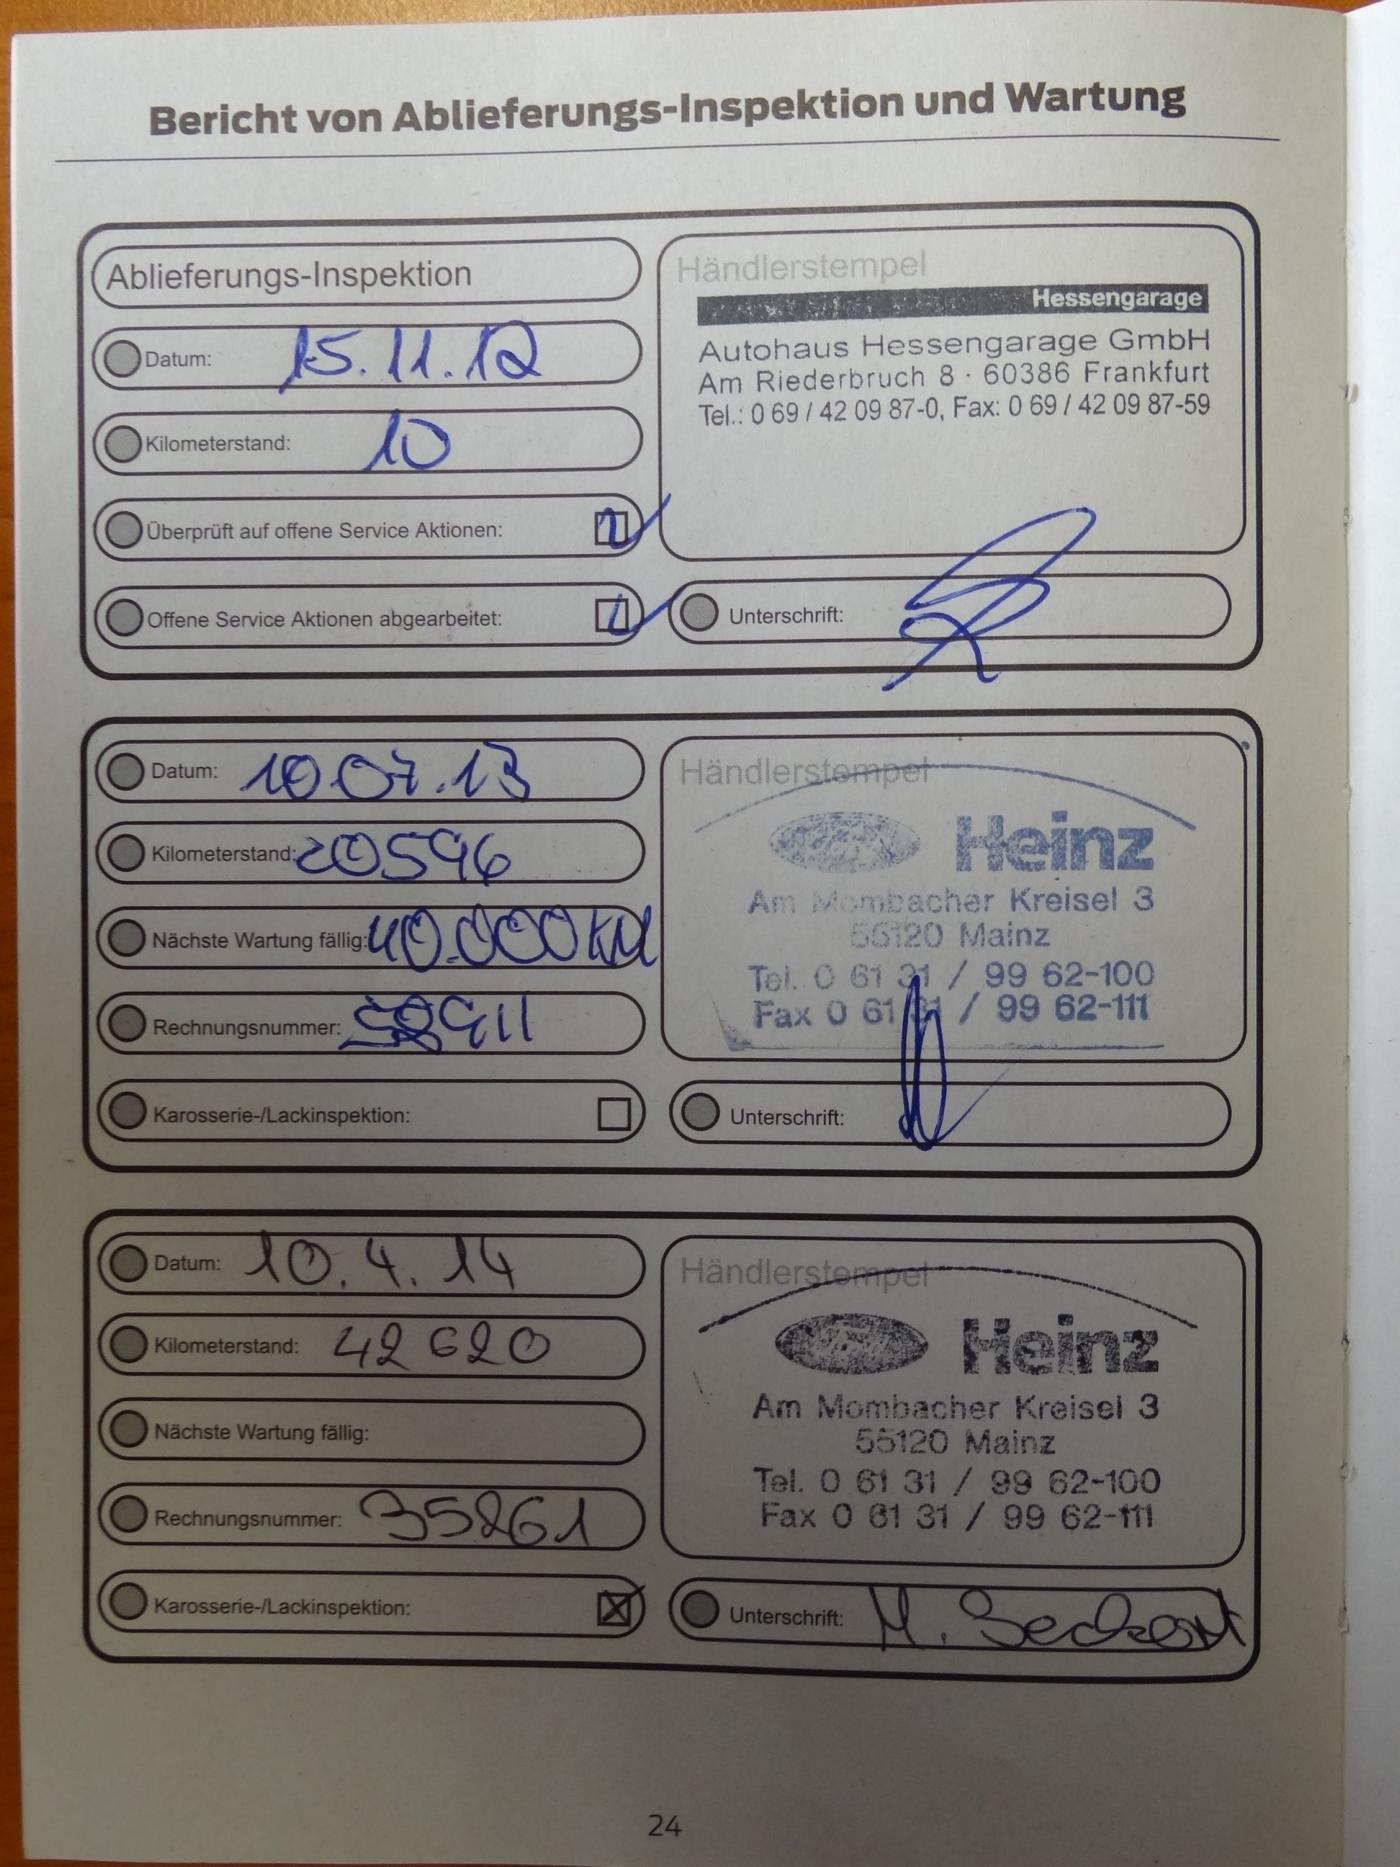 Bericht von Ablieferungs-Inspektion und Wartung
Ablieferungs-Inspektion
Datum: 15.11.12
Kilometerstand: 10
Überprüft auf offene Service Aktionen:
Offene Service Aktionen abgearbeitet:
Händlerstempel
Hessengarage
Autohaus Hessengarage GmbH
Am Riederbruch 8 · 60386 Frankfurt
Tel.: 0 69 / 42 09 87-0, Fax: 0 69 / 42 09 87-59
Unterschrift:
Datum: 10.07.13
Kilometerstand: 20596
Nächste Wartung fällig: 40.000 KM
Rechnungsnummer:
Karosserie-/Lackinspektion:
Händlerstempel
Heinz
Am Mombacher Kreisel 3
55120 Mainz
Tel. 0 61 31 / 99 62-100
Fax 0 61 31 / 99 62-111
Unterschrift:
Datum: 10.4.14
Kilometerstand: 42620
Nächste Wartung fällig:
Rechnungsnummer: 35261
Karosserie-/Lackinspektion:
Händlerstempel
Heinz
Am Mombacher Kreisel 3
55120 Mainz
Tel. 0 61 31 / 99 62-100
Fax 0 61 31 / 99 62-111
Unterschrift: M.
24